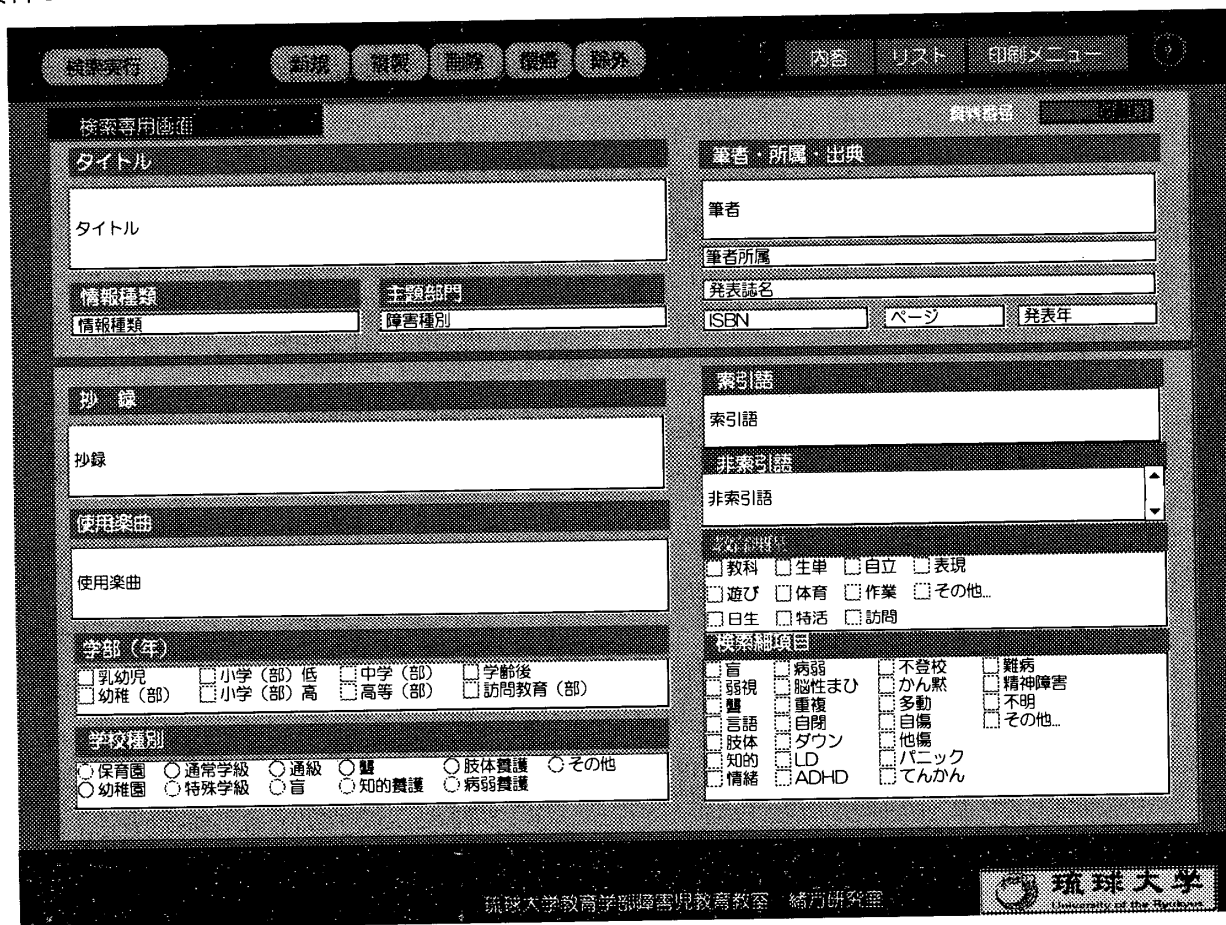 検索実行 新規 複製 削除 除外 内容 リスト 印刷メニュー ?
検索専用画面 資料番号
タイトル
タイトル
筆者・所属・出典
筆者
筆者所属
発表誌名
ISBN ページ 発表年
情報種類 主題部門
情報種類 障害種別
抄 録
抄録
使用楽曲
使用楽曲
学部（年）
乳幼児 小学（部）低 中学（部） 学齢後
幼稚（部） 小学（部）高 高等（部） 訪問教育（部）
学校種別
保育園 通常学級 通級 聾 肢体養護 その他
幼稚園 特殊学級 盲 知的養護 病弱養護
索引語
索引語
非索引語
非索引語
教科 生単 自立 表現
遊び 体育 作業 その他...
日生 特活 訪問
検索細項目
盲 病弱 不登校 難病
弱視 脳性まひ かん黙 精神障害
聾 重複 多動 不明
言語 自閉 自傷 その他...
肢体 ダウン 他傷
知的 LD パニック
情緒 ADHD てんかん
琉球大学教育学部障害児教育教室 緒方研究室
琉球大学
University of the Ryukyus